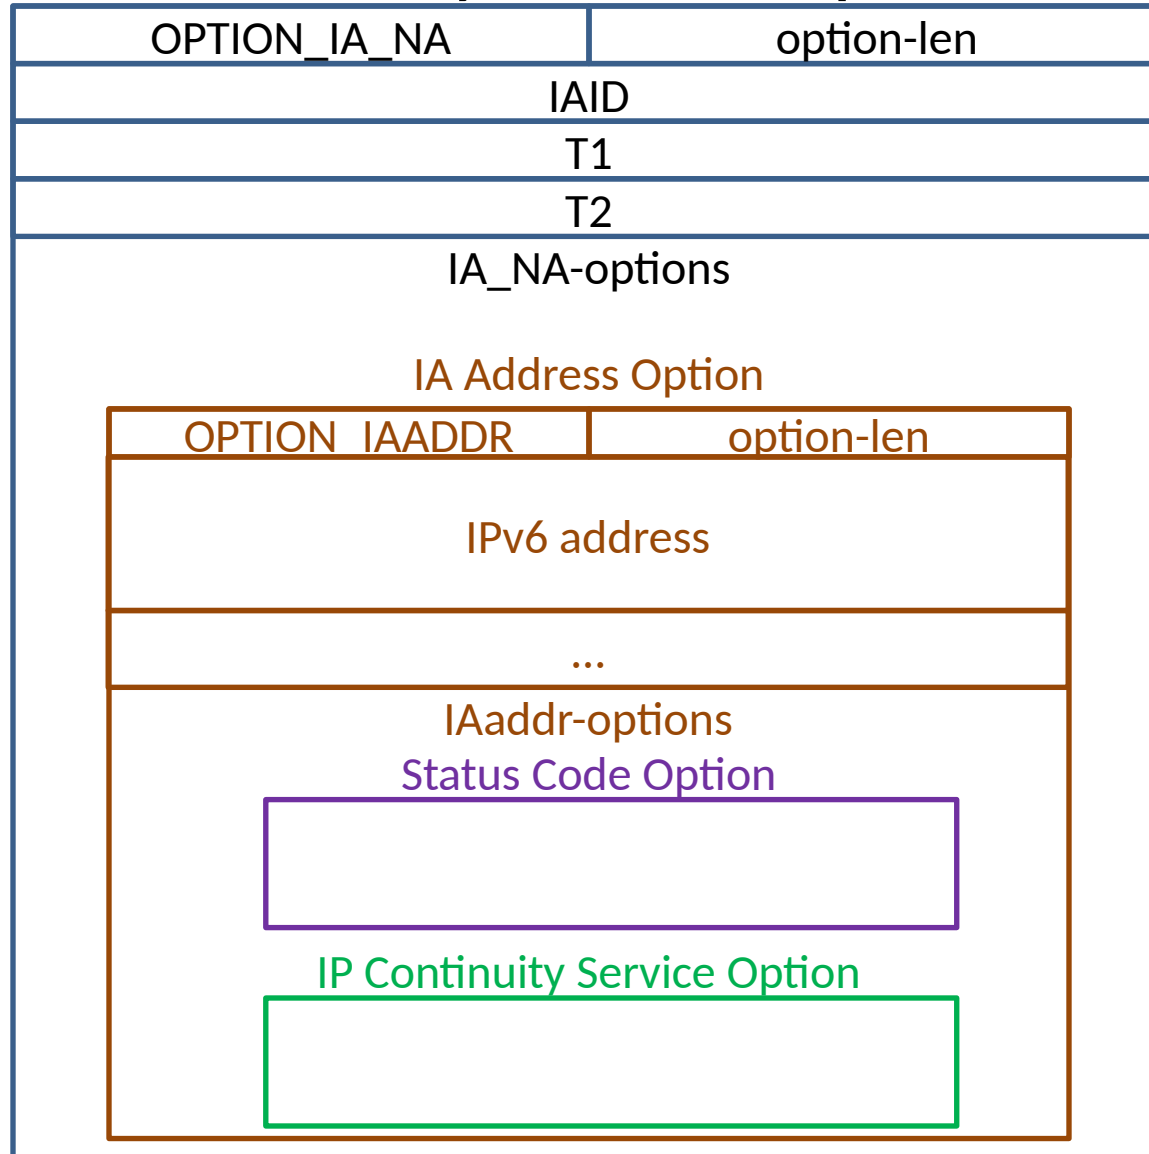 OPTION_IA_NA option-len
IAID
T1
T2
IA_NA-options
IA Address Option
OPTION_IAADDR option-len
IPv6 address
...
IAaddr-options
Status Code Option
IP Continuity Service Option